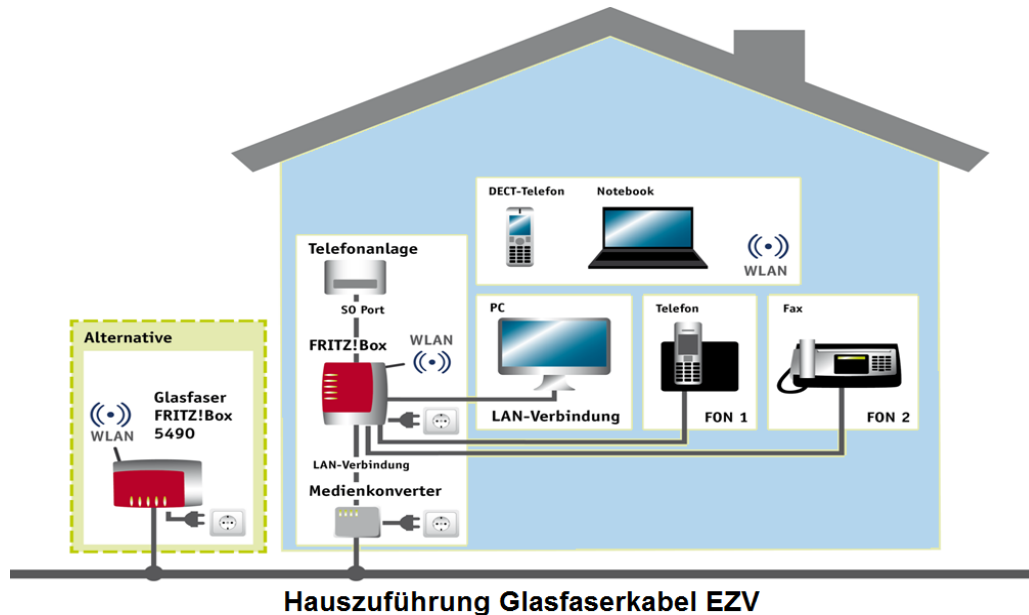 DECT-Telefon
Notebook
WLAN
Telefonanlage
SO Port
FRITZ!Box
WLAN
PC
LAN-Verbindung
Telefon
FON 1
Fax
FON 2
LAN-Verbindung
Medienkonverter
Alternative
Glasfaser
FRITZ!Box
5490
WLAN
Hauszuführung Glasfaserkabel EZV